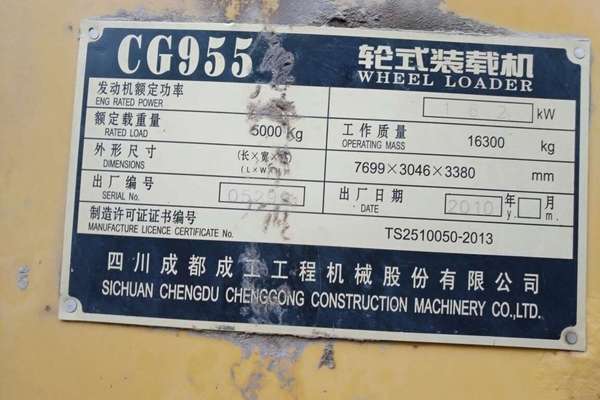 CG955 轮式装载机
WHEEL LOADER
发动机额定功率 162 kW
ENG RATED POWER
额定载重量 5000 Kg 工作质量 16300 kg
RATED LOAD OPERATING MASS
外形尺寸 (长×宽×高) 7699×3046×3380 mm
DIMENSIONS (L×W×H)
出厂编号 出厂日期 2010 年 月
SERIAL No. DATE y. m.
制造许可证证书编号 TS2510050-2013
MANUFACTURE LICENCE CERTIFICATE No.
四川成都成工工程机械股份有限公司
SICHUAN CHENGDU CHENGGONG CONSTRUCTION MACHINERY CO.,LTD.